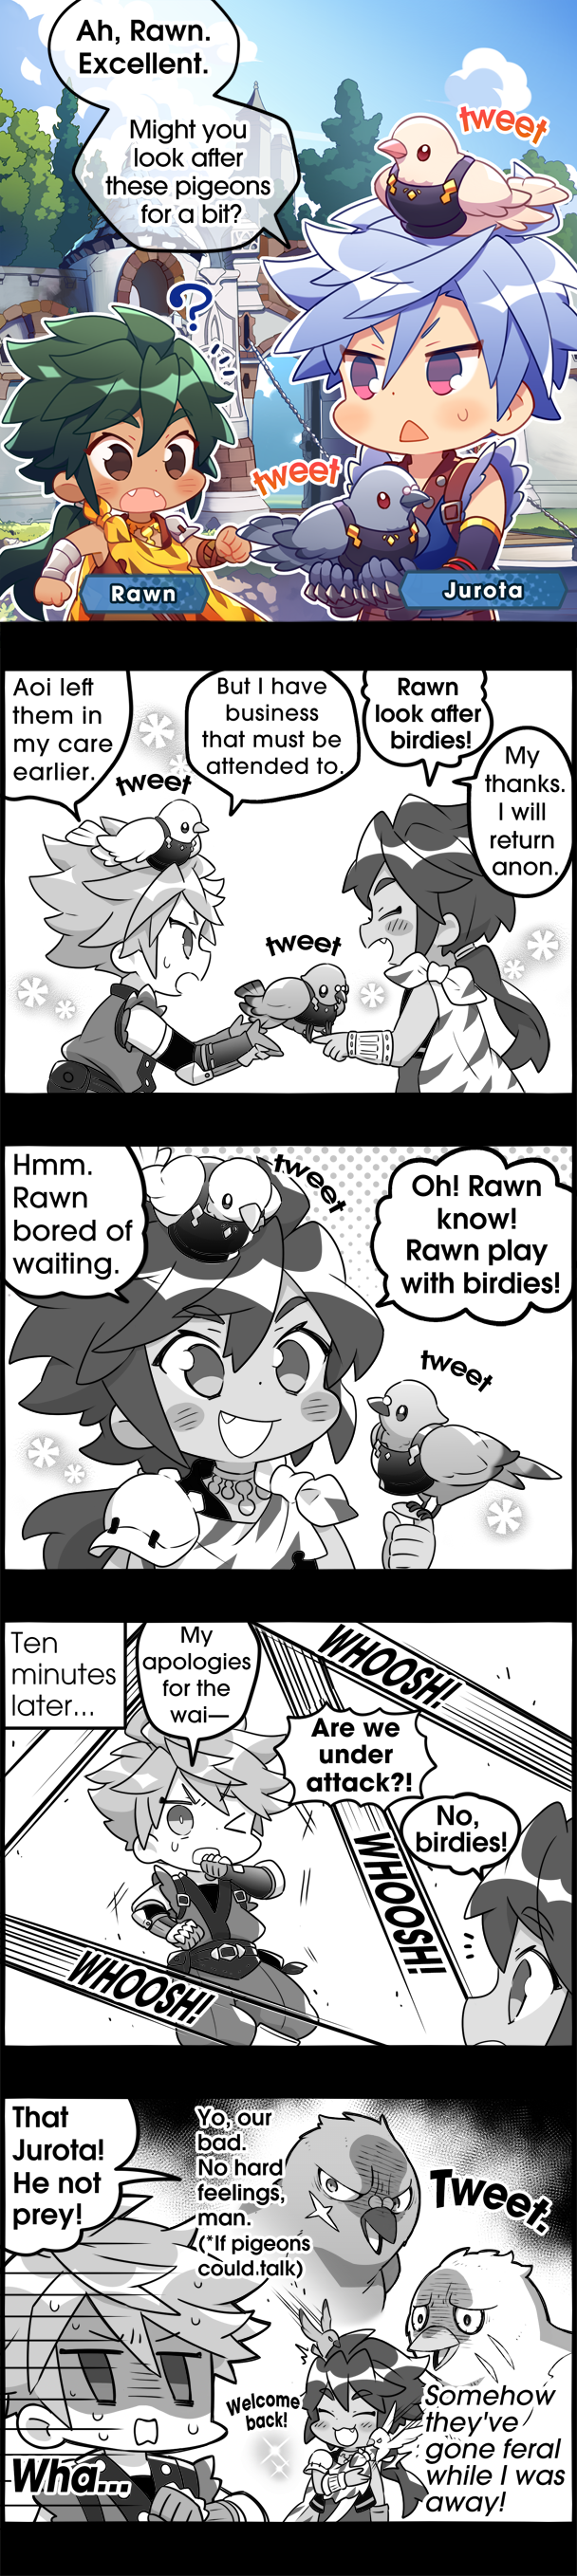 Ah, Rawn.
Excellent.
Might you
look after
these pigeons
for a bit?
tweet
?
tweet
Rawn
Jurota
Aoi left
them in
my care
earlier.
But I have
business
that must be
attended to.
Rawn
look after
birdies!
My
thanks.
I will
return
anon.
tweet
tweet
Hmm.
Rawn
bored of
waiting.
tweet
Oh! Rawn
know!
Rawn play
with birdies!
tweet
Ten
minutes
later...
My
apologies
for the
wai—
WHOOSH!
Are we
under
attack?!
No,
birdies!
WHOOSH!
WHOOSH!
That
Jurota!
He not
prey!
Yo, our
bad.
No hard
feelings,
man.
(*If pigeons
could talk)
Tweet.
Welcome
back!
Somehow
they've
gone feral
while I was
away!
Wha...